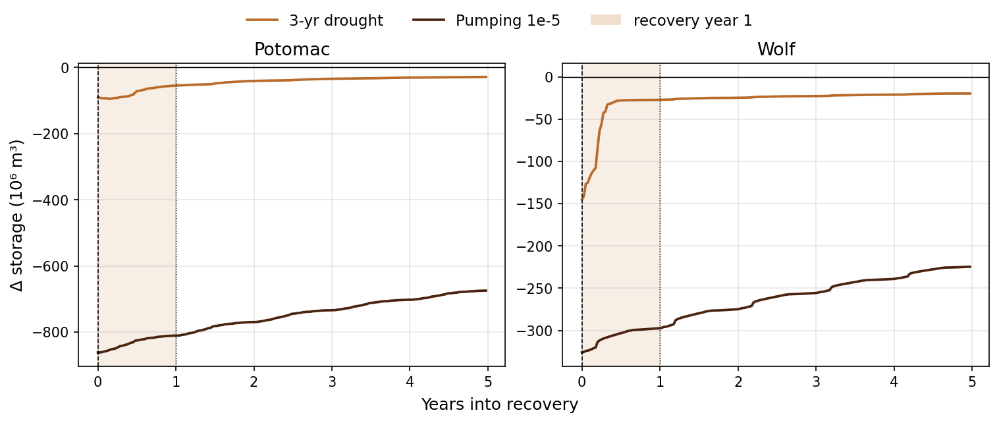 3-yr drought Pumping 1e-5 recovery year 1
Potomac
Wolf
Δ storage (10⁶ m³)
0
−200
−400
−600
−800
0
−50
−100
−150
−200
−250
−300
0 1 2 3 4 5
0 1 2 3 4 5
Years into recovery